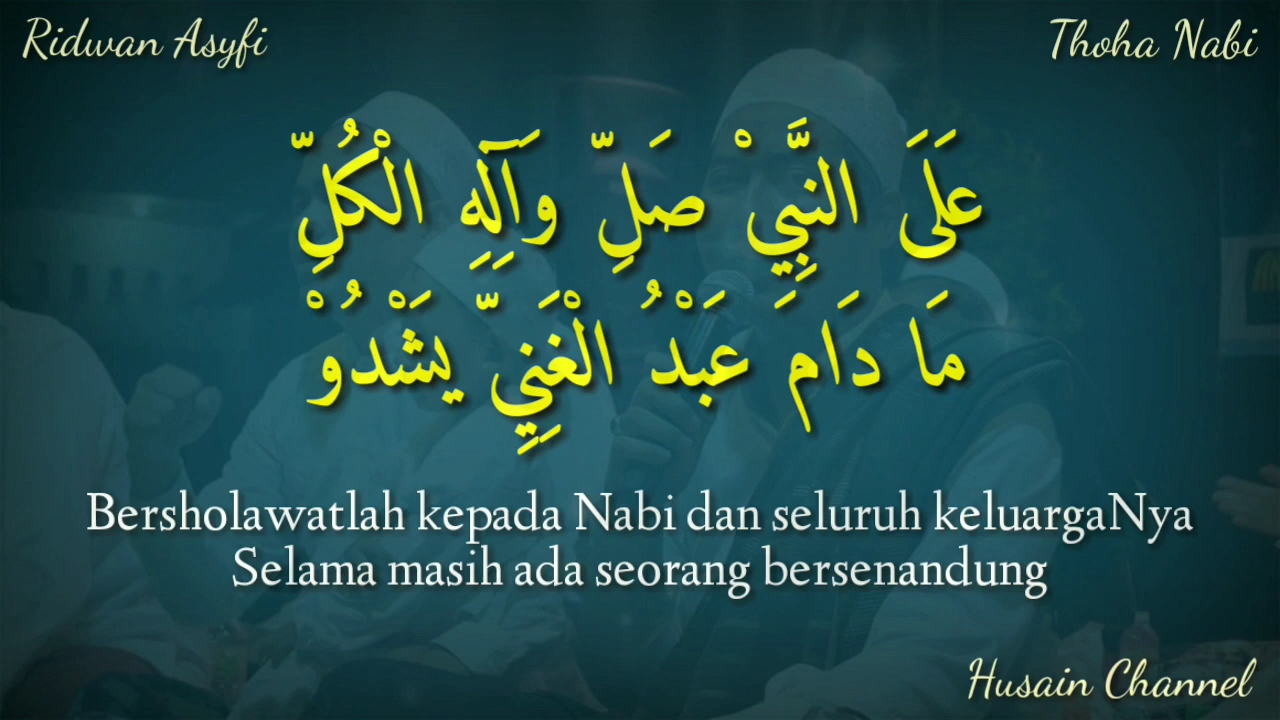 Ridwan Asyfi
Thoha Nabi
عَلَىَ النَّبِيْ صَلِّ وَآلِهِ الْكُلِّ
مَا دَامَ عَبْدُ الْغَنِيِّ يَشْدُوْ
Bersholawatlah kepada Nabi dan seluruh keluargaNya
Selama masih ada seorang bersenandung
Husain Channel